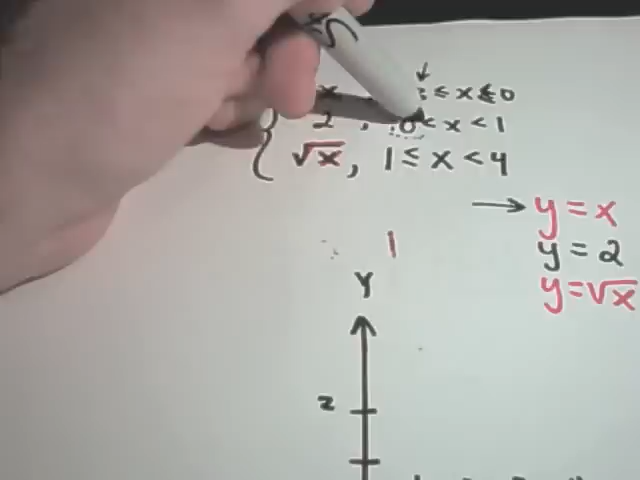 x : ≤ x ≤ 0
2 , 0 < x < 1
√x , 1 ≤ x < 4
→ y = x
y = 2
y = √x
1
Y
2